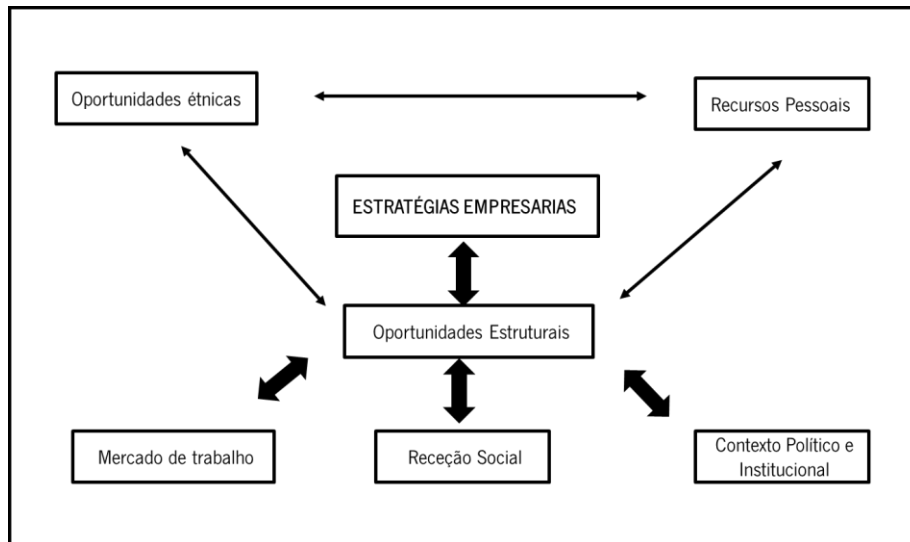 Oportunidades étnicas
Recursos Pessoais
ESTRATÉGIAS EMPRESARIAS
Oportunidades Estruturais
Mercado de trabalho
Receção Social
Contexto Político e
Institucional